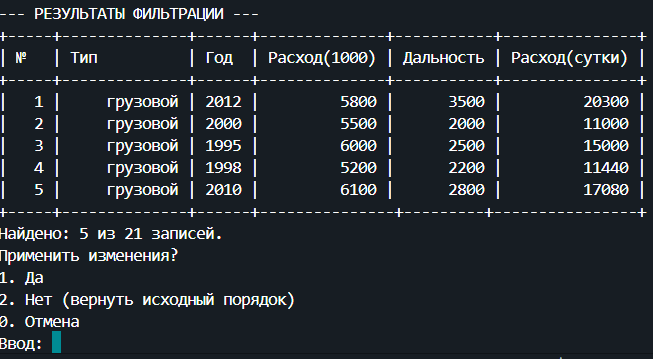 --- РЕЗУЛЬТАТЫ ФИЛЬТРАЦИИ ---
+-----+--------------+------+--------------+-----------+----------------+
| №   | Тип          | Год  | Расход(1000) | Дальность | Расход(сутки) |
+-----+--------------+------+--------------+-----------+----------------+
|   1 |     грузовой | 2012 |         5800 |      3500 |         20300 |
|   2 |     грузовой | 2000 |         5500 |      2000 |         11000 |
|   3 |     грузовой | 1995 |         6000 |      2500 |         15000 |
|   4 |     грузовой | 1998 |         5200 |      2200 |         11440 |
|   5 |     грузовой | 2010 |         6100 |      2800 |         17080 |
+-----+--------------+------+---------------+---------+----------------+
Найдено: 5 из 21 записей.
Применить изменения?
1. Да
2. Нет (вернуть исходный порядок)
0. Отмена
Ввод: